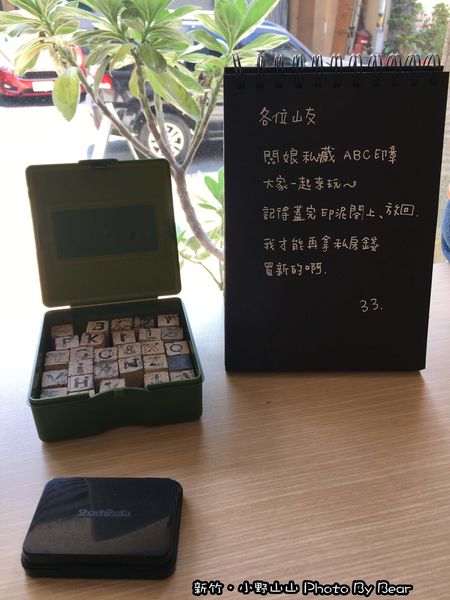 各位山友
闆娘私藏 ABC印章
大家一起來玩～
記得蓋完印泥閤上、放回.
我才能再拿私房錢
買新的啊.
33.
Shachihata
新竹・小野山山 Photo By Bear